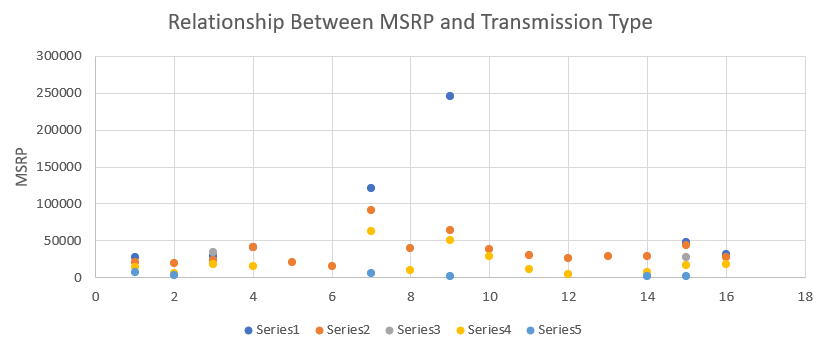 Relationship Between MSRP and Transmission Type
300000
250000
200000
150000
100000
50000
0
MSRP
0 2 4 6 8 10 12 14 16 18
Series1 Series2 Series3 Series4 Series5